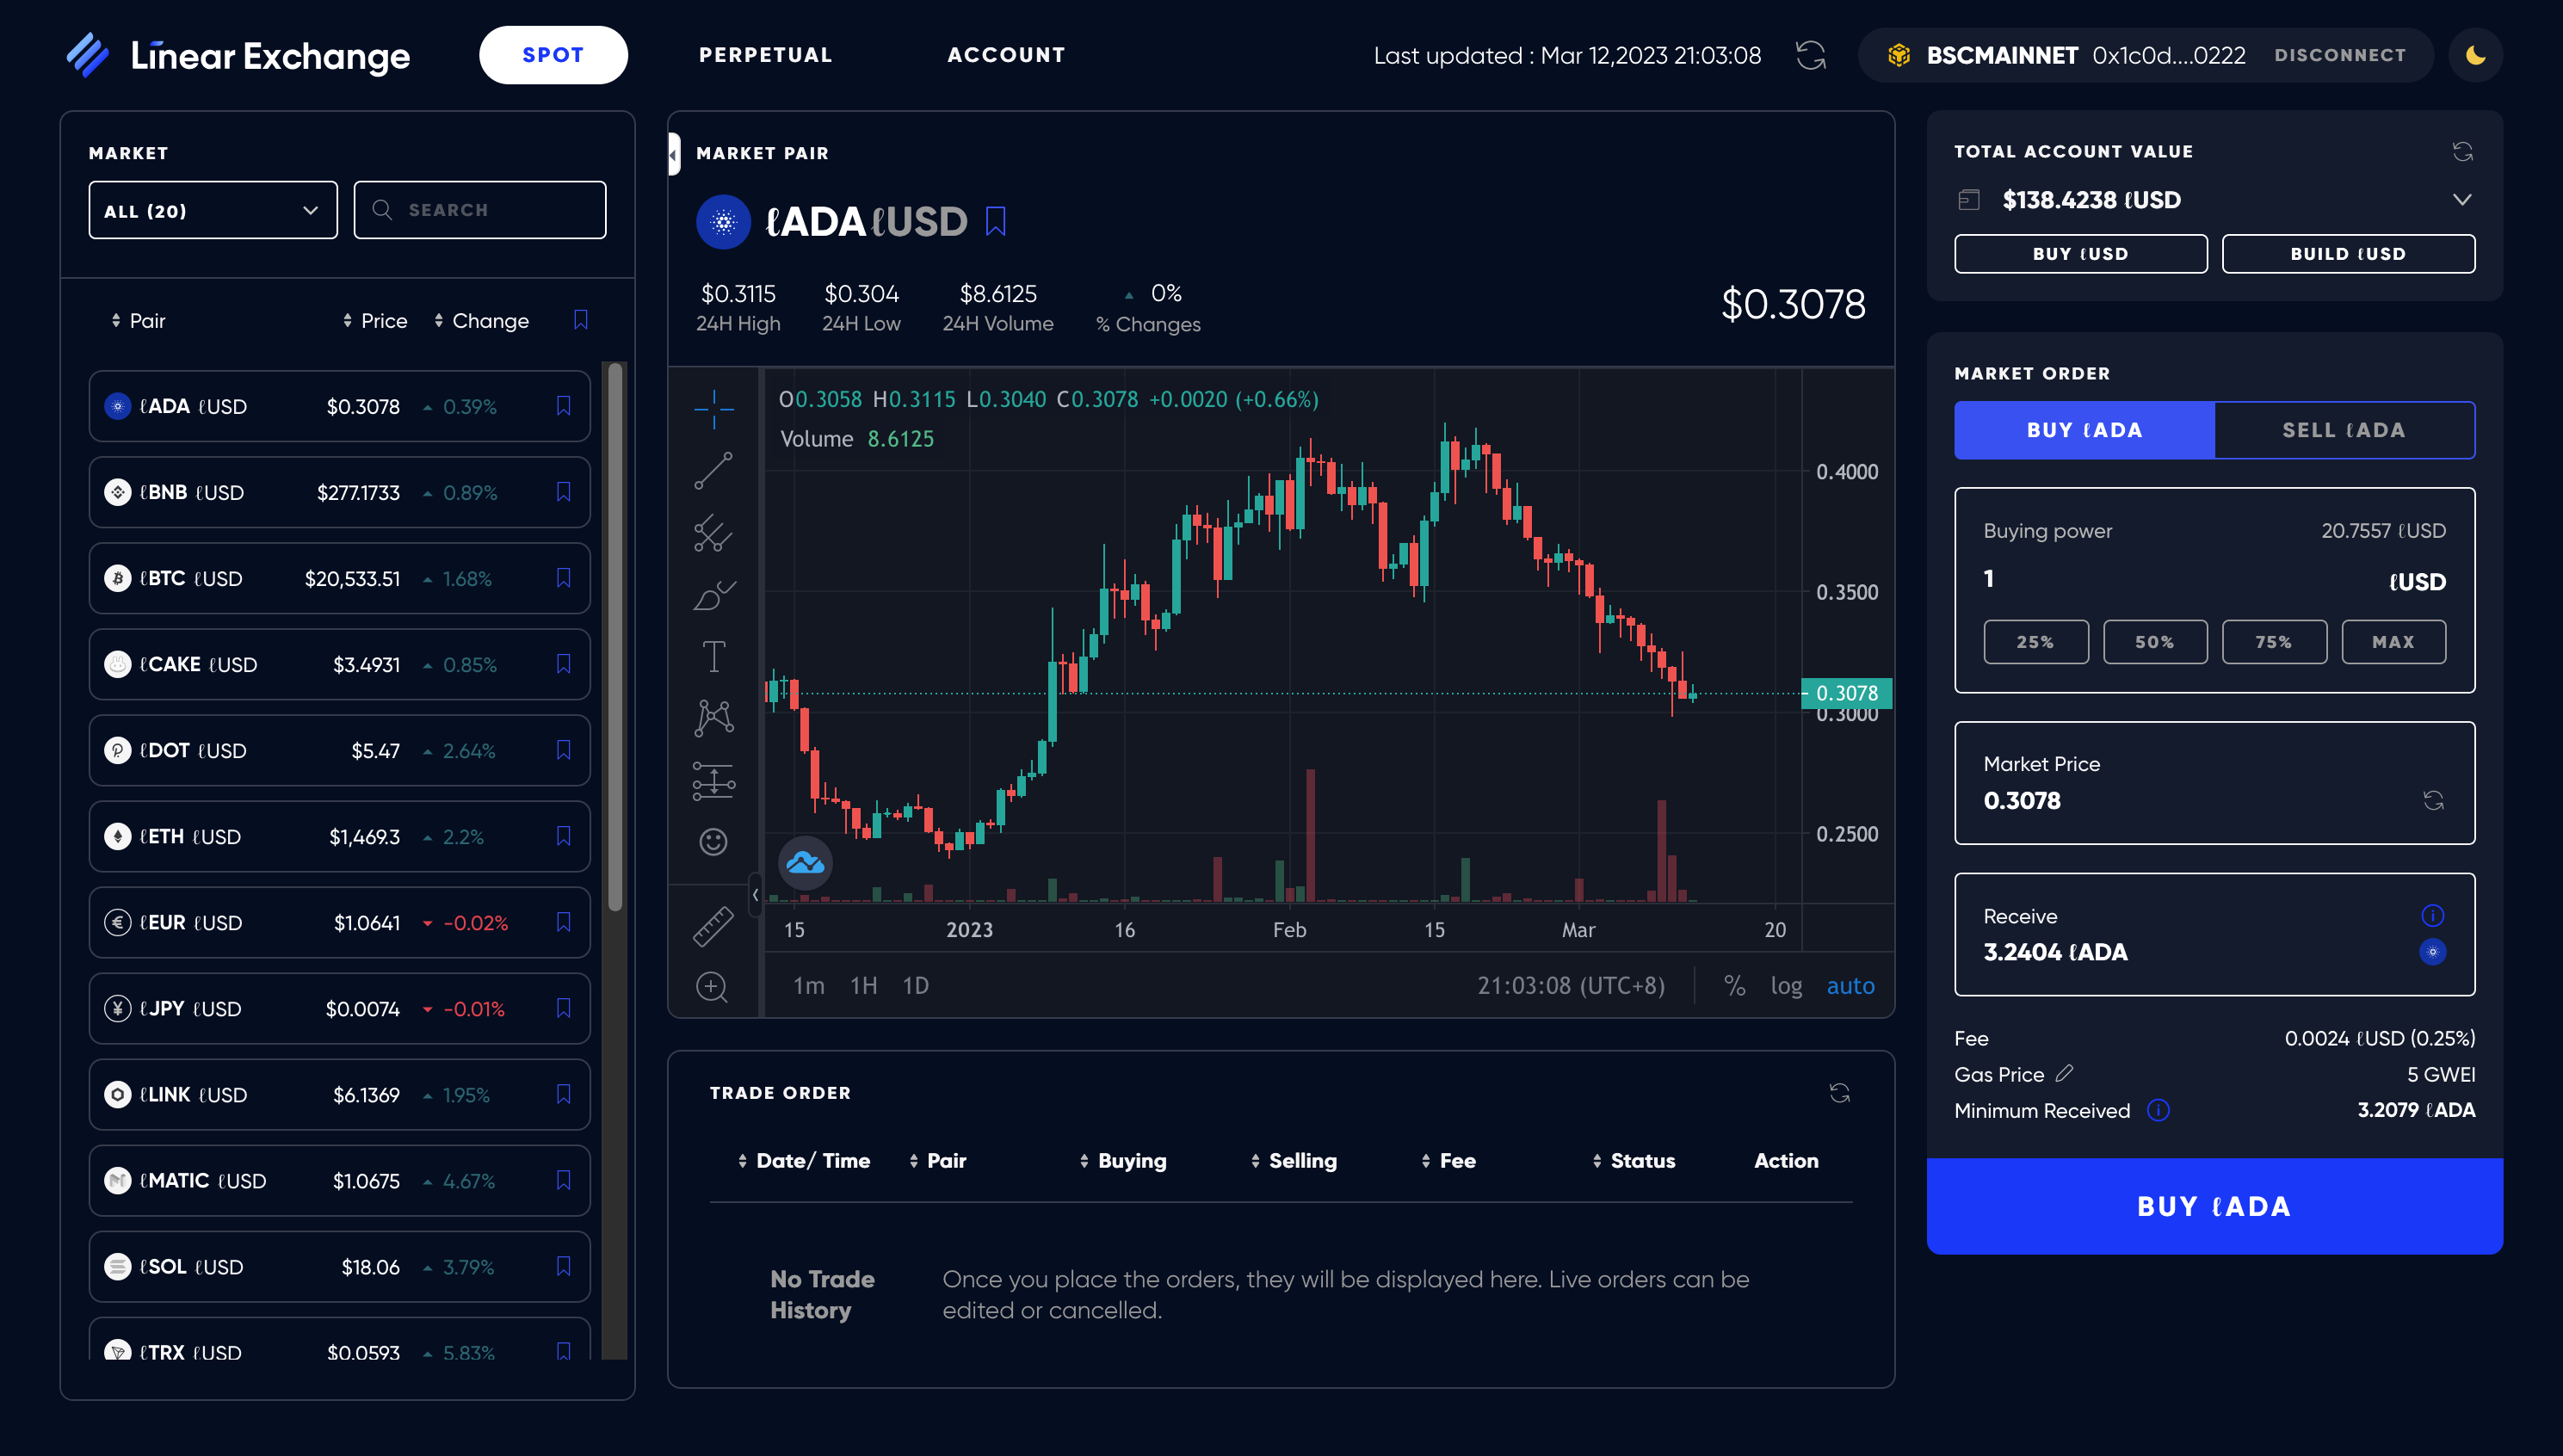 Linear Exchange
SPOT
PERPETUAL
ACCOUNT
Last updated : Mar 12,2023 21:03:08
BSCMAINNET 0x1c0d....0222 DISCONNECT
MARKET
ALL (20)
SEARCH
Pair Price Change
ℓADA ℓUSD $0.3078 0.39%
ℓBNB ℓUSD $277.1733 0.89%
ℓBTC ℓUSD $20,533.51 1.68%
ℓCAKE ℓUSD $3.4931 0.85%
ℓDOT ℓUSD $5.47 2.64%
ℓETH ℓUSD $1,469.3 2.2%
ℓEUR ℓUSD $1.0641 -0.02%
ℓJPY ℓUSD $0.0074 -0.01%
ℓLINK ℓUSD $6.1369 1.95%
ℓMATIC ℓUSD $1.0675 4.67%
ℓSOL ℓUSD $18.06 3.79%
ℓTRX ℓUSD $0.0593 5.83%
MARKET PAIR
ℓADAℓUSD
$0.3115 $0.304 $8.6125 0%
24H High 24H Low 24H Volume % Changes
$0.3078
O0.3058 H0.3115 L0.3040 C0.3078 +0.0020 (+0.66%)
Volume 8.6125
0.4000
0.3500
0.3078
0.3000
0.2500
15 2023 16 Feb 15 Mar 20
1m 1H 1D 21:03:08 (UTC+8) % log auto
TRADE ORDER
Date/ Time Pair Buying Selling Fee Status Action
No Trade History
Once you place the orders, they will be displayed here. Live orders can be
edited or cancelled.
TOTAL ACCOUNT VALUE
$138.4238 ℓUSD
BUY ℓUSD
BUILD ℓUSD
MARKET ORDER
BUY ℓADA
SELL ℓADA
Buying power 20.7557 ℓUSD
1 ℓUSD
25% 50% 75% MAX
Market Price
0.3078
Receive
3.2404 ℓADA
Fee 0.0024 ℓUSD (0.25%)
Gas Price 5 GWEI
Minimum Received 3.2079 ℓADA
BUY ℓADA